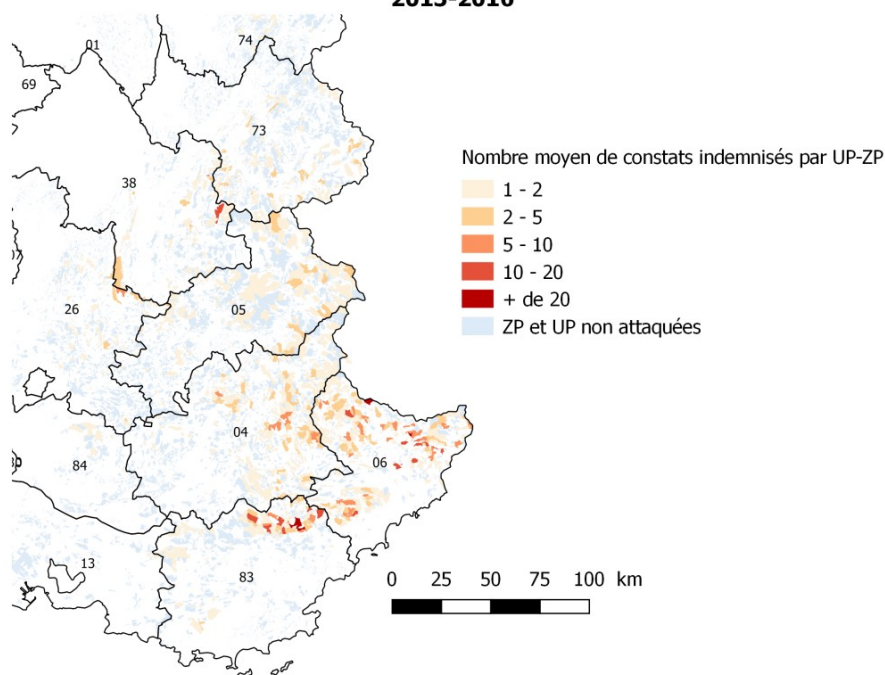 2015-2016
01
74
69
73
38
Nombre moyen de constats indemnisés par UP-ZP
1 - 2
2 - 5
5 - 10
10 - 20
+ de 20
ZP et UP non attaquées
26
05
04
84
06
13
83
0 25 50 75 100 km